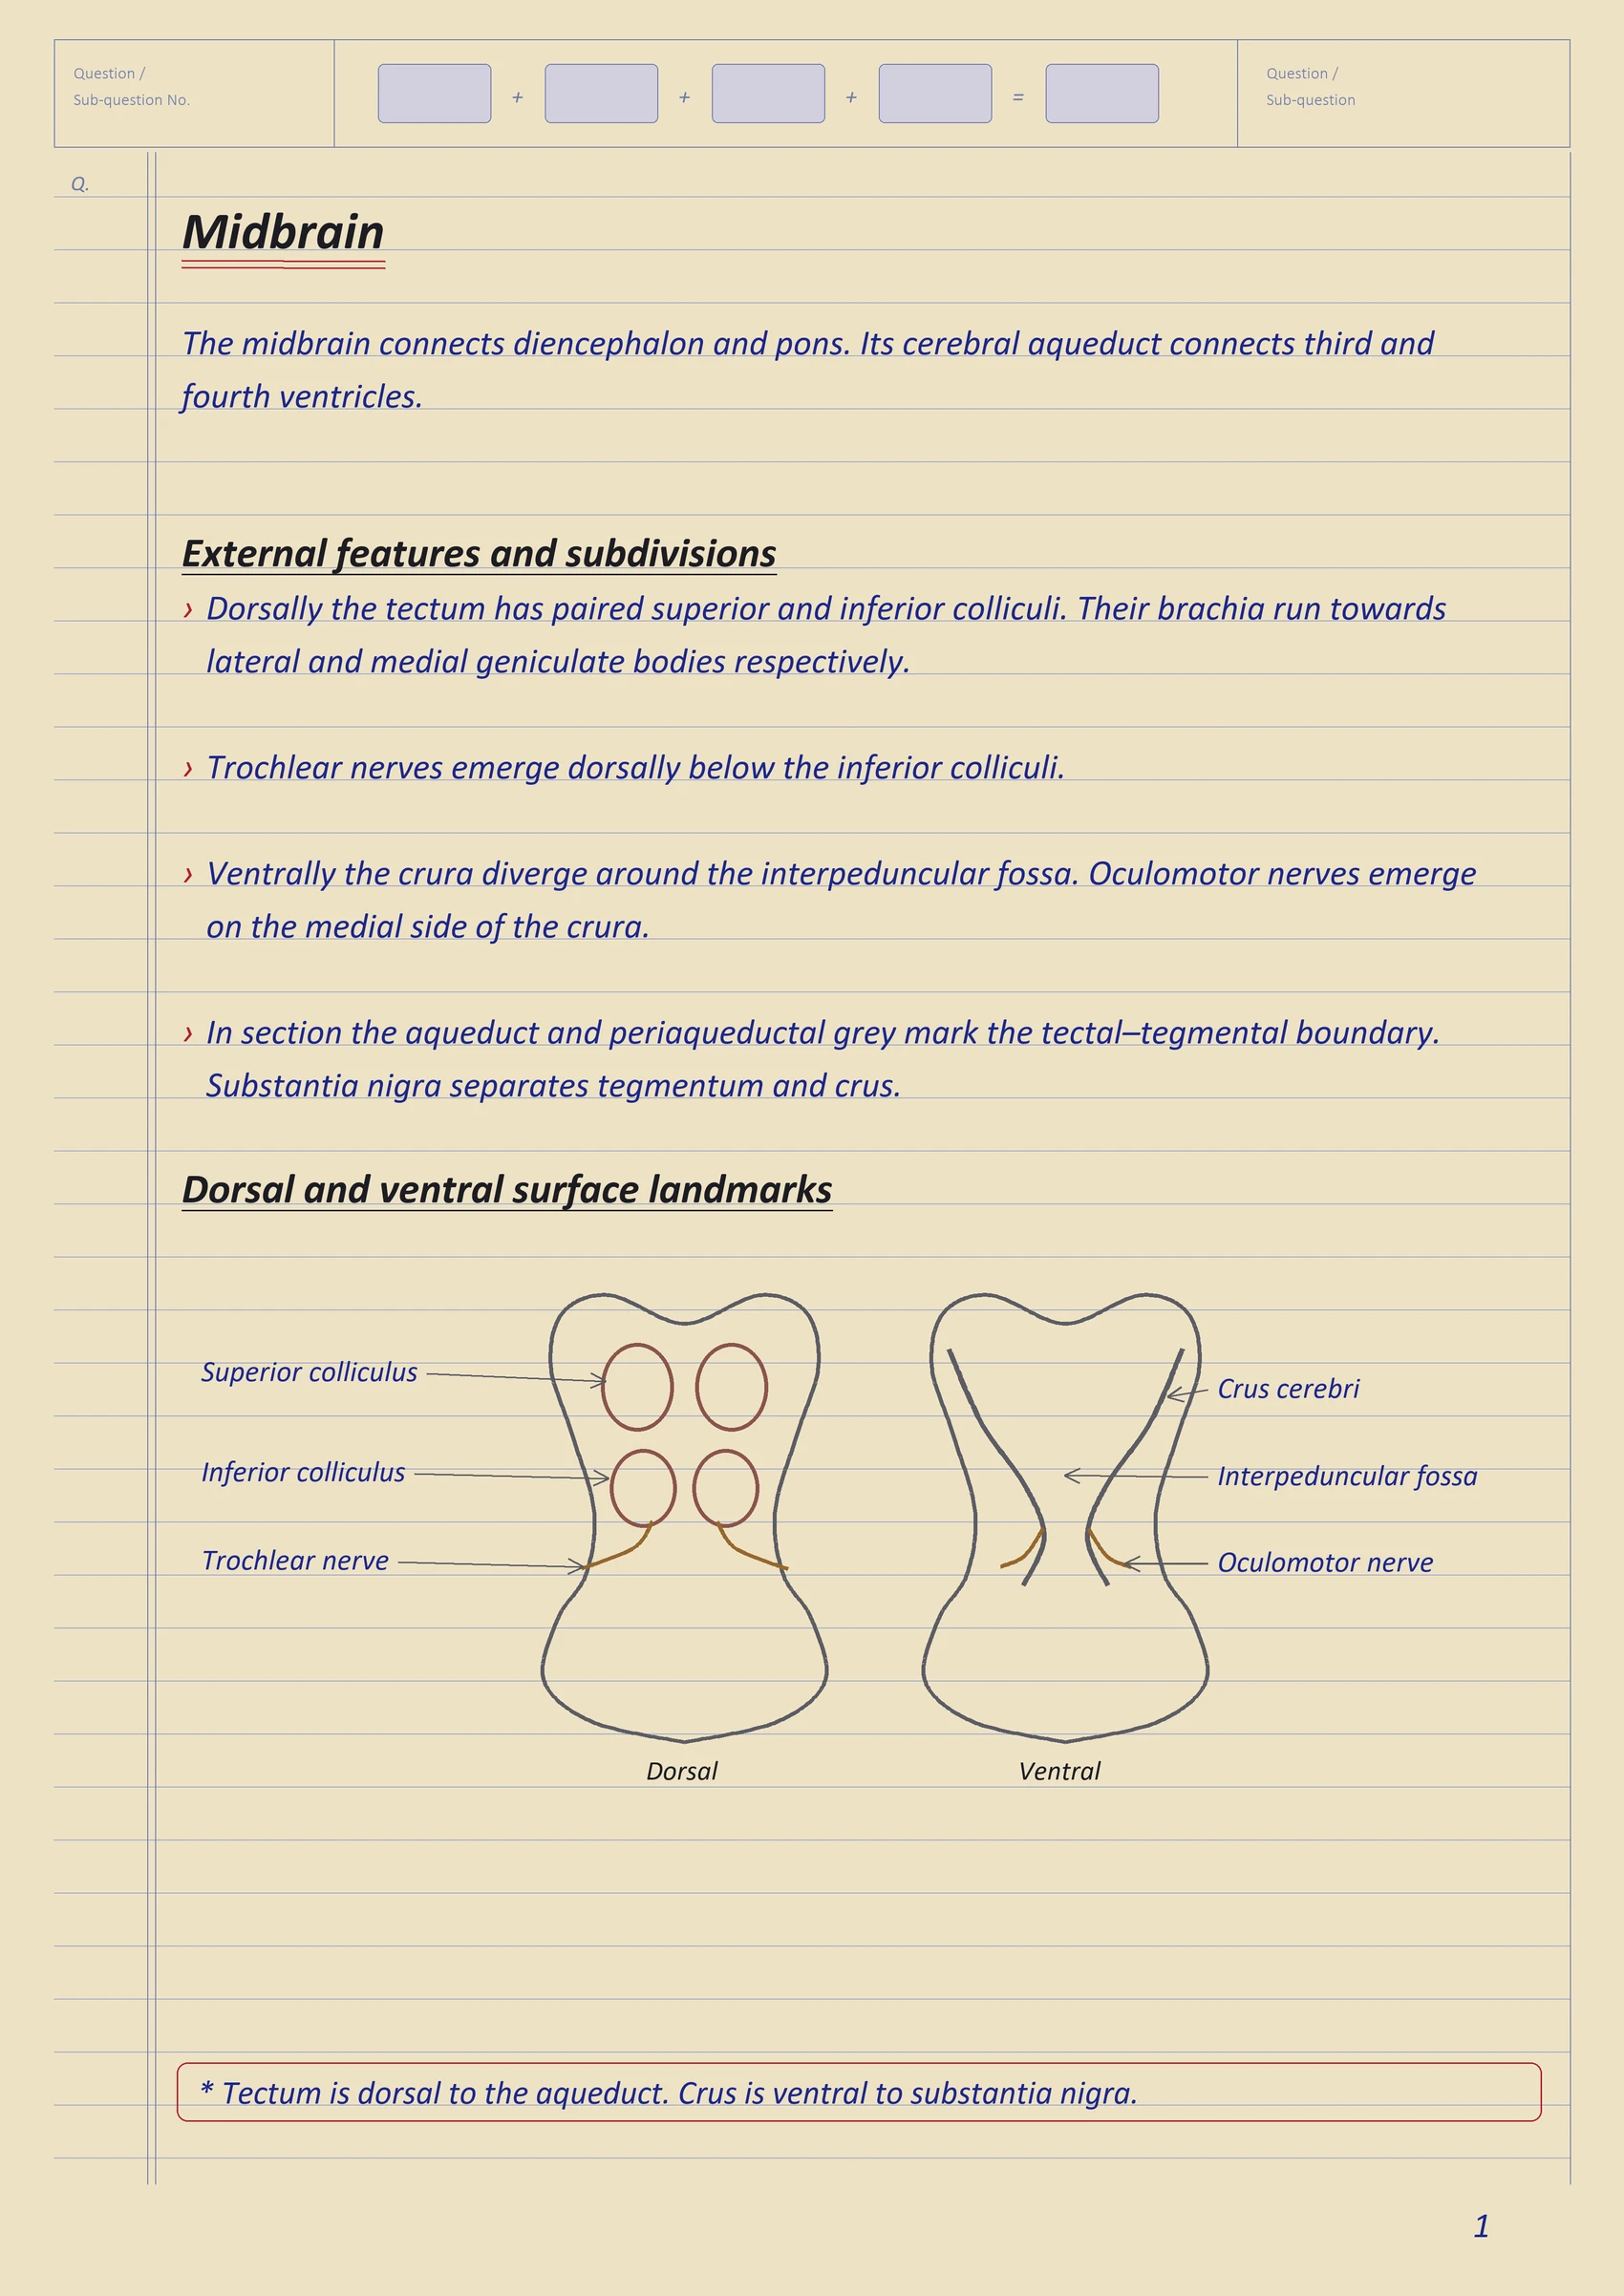 Question /
Sub-question No.
+ + + =
Question /
Sub-question
Q.
Midbrain
The midbrain connects diencephalon and pons. Its cerebral aqueduct connects third and
fourth ventricles.
External features and subdivisions
› Dorsally the tectum has paired superior and inferior colliculi. Their brachia run towards
lateral and medial geniculate bodies respectively.
› Trochlear nerves emerge dorsally below the inferior colliculi.
› Ventrally the crura diverge around the interpeduncular fossa. Oculomotor nerves emerge
on the medial side of the crura.
› In section the aqueduct and periaqueductal grey mark the tectal–tegmental boundary.
Substantia nigra separates tegmentum and crus.
Dorsal and ventral surface landmarks
Superior colliculus
Inferior colliculus
Trochlear nerve
Crus cerebri
Interpeduncular fossa
Oculomotor nerve
Dorsal
Ventral
* Tectum is dorsal to the aqueduct. Crus is ventral to substantia nigra.
1